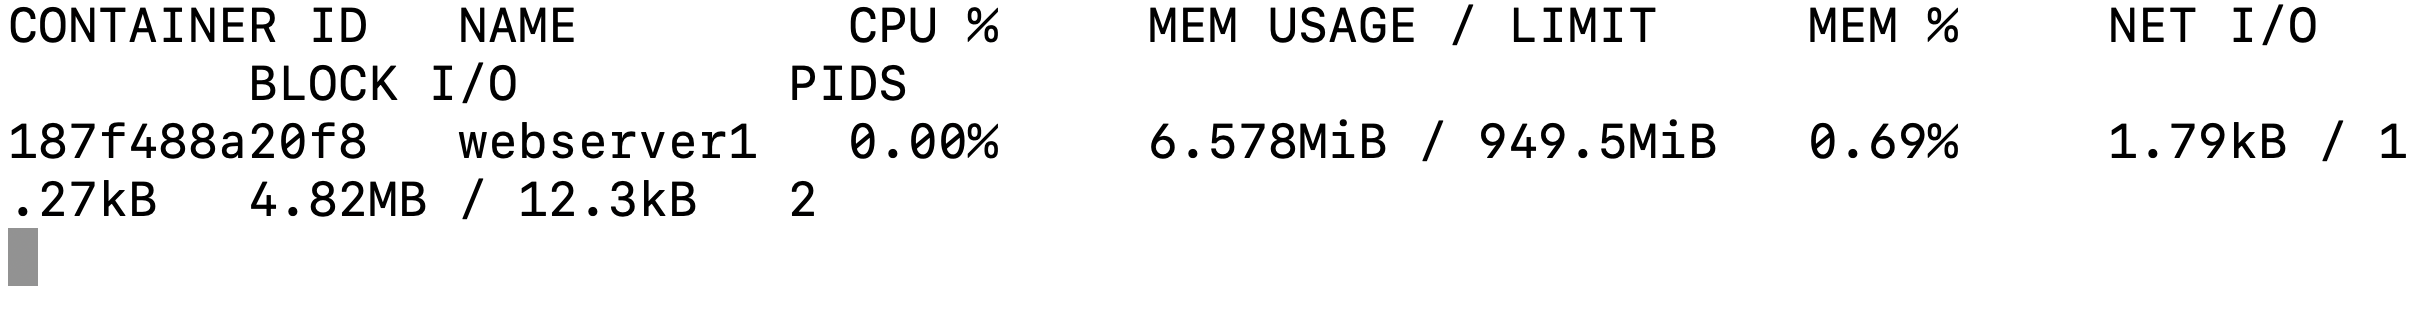 CONTAINER ID   NAME         CPU %     MEM USAGE / LIMIT     MEM %     NET I/O
        BLOCK I/O         PIDS
187f488a20f8   webserver1   0.00%     6.578MiB / 949.5MiB   0.69%     1.79kB / 1
.27kB   4.82MB / 12.3kB   2